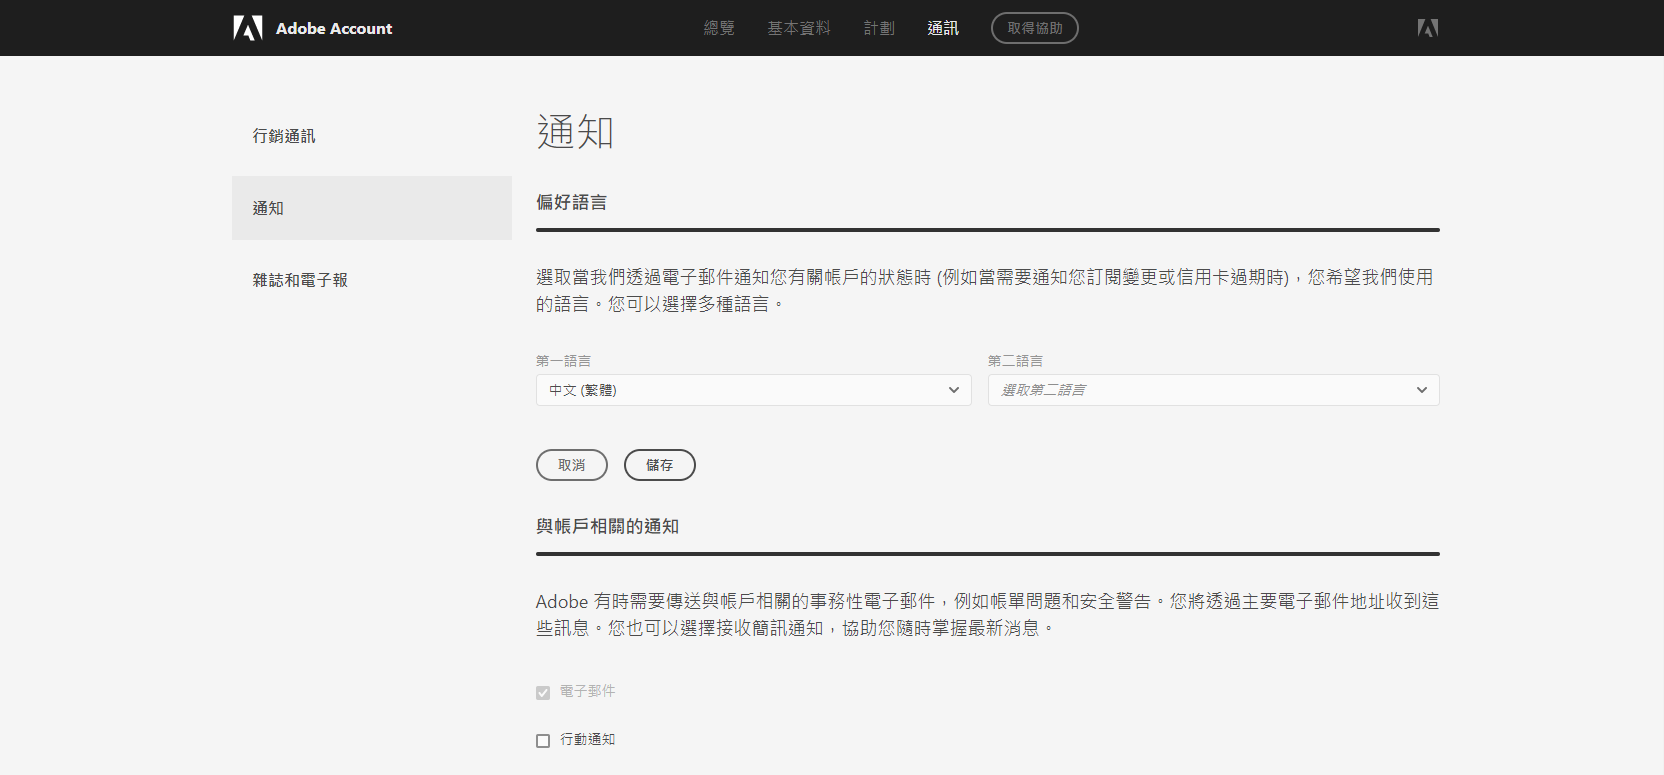 Adobe Account
總覽
基本資料
計劃
通訊
取得協助
行銷通訊
通知
雜誌和電子報
通知
偏好語言
選取當我們透過電子郵件通知您有關帳戶的狀態時 (例如當需要通知您訂閱變更或信用卡過期時)，您希望我們使用
的語言。您可以選擇多種語言。
第一語言
中文 (繁體)
第二語言
選取第二語言
取消
儲存
與帳戶相關的通知
Adobe 有時需要傳送與帳戶相關的事務性電子郵件，例如帳單問題和安全警告。您將透過主要電子郵件地址收到這
些訊息。您也可以選擇接收簡訊通知，協助您隨時掌握最新消息。
電子郵件
行動通知